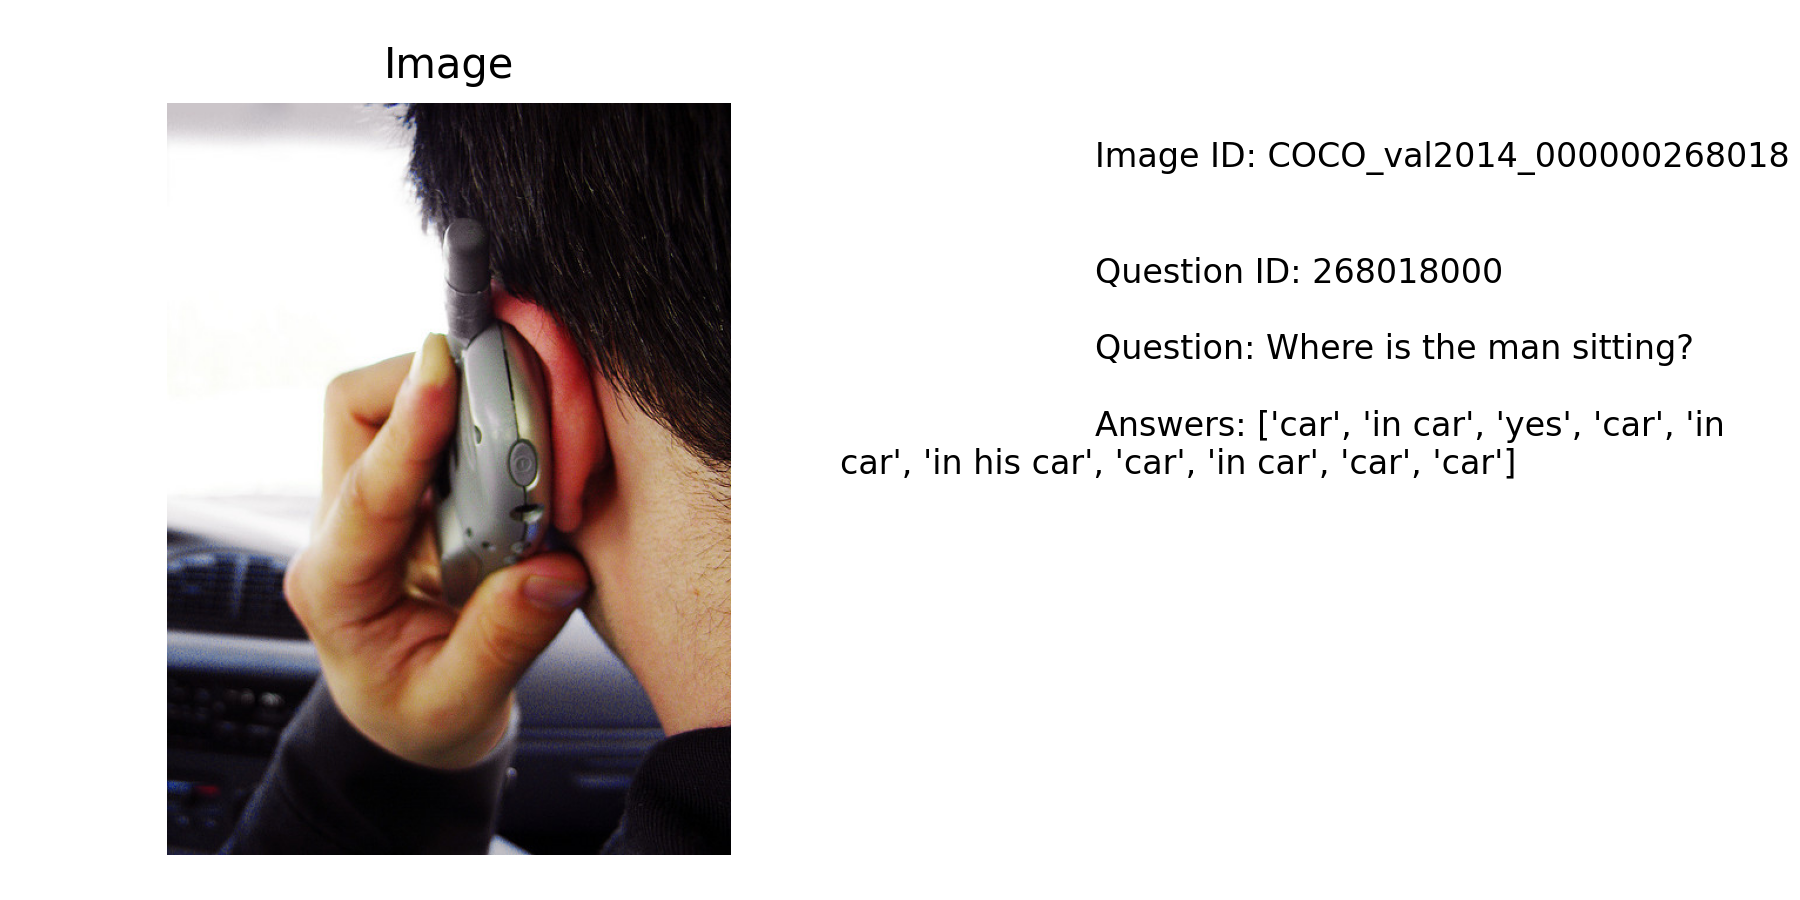 Image
Image ID: COCO_val2014_000000268018
Question ID: 268018000
Question: Where is the man sitting?
Answers: ['car', 'in car', 'yes', 'car', 'in
car', 'in his car', 'car', 'in car', 'car', 'car']